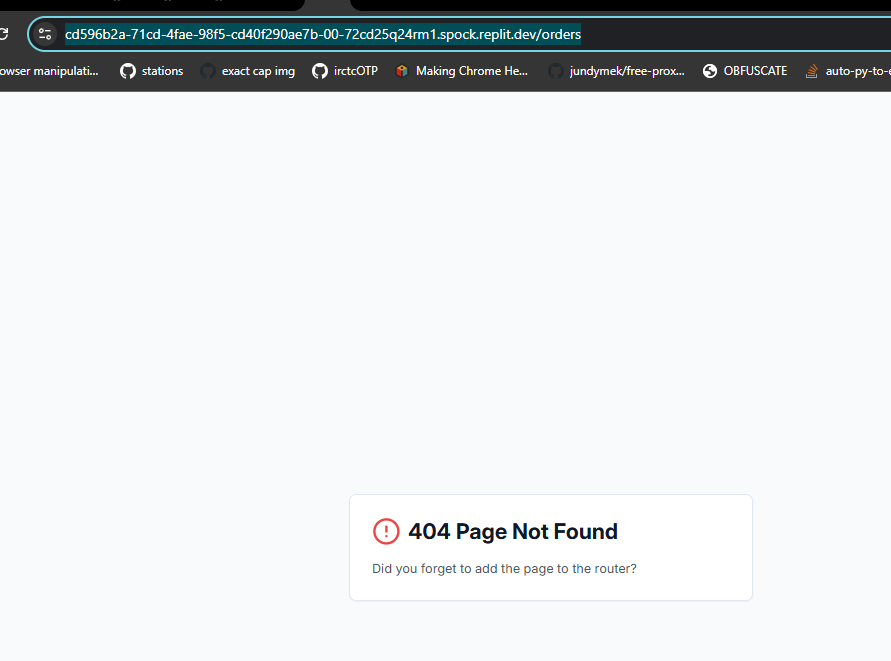 cd596b2a-71cd-4fae-98f5-cd40f290ae7b-00-72cd25q24rm1.spock.replit.dev/orders
owser manipulati... stations exact cap img irctcOTP Making Chrome He... jundymek/free-prox... OBFUSCATE auto-py-to-e
404 Page Not Found
Did you forget to add the page to the router?